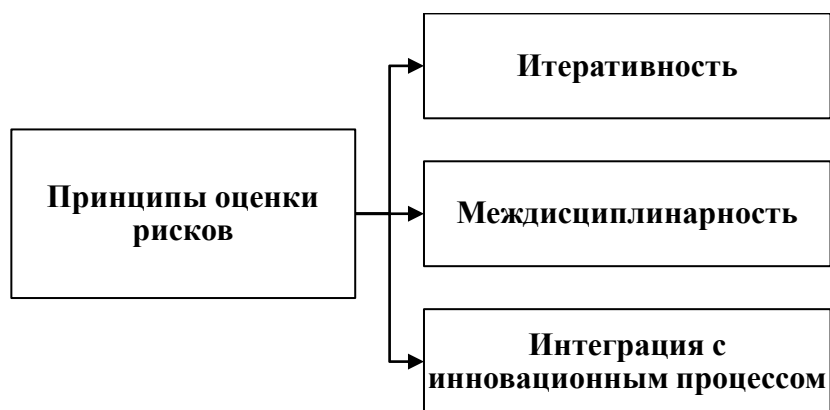 Итеративность
Принципы оценки
рисков
Междисциплинарность
Интеграция с
инновационным процессом